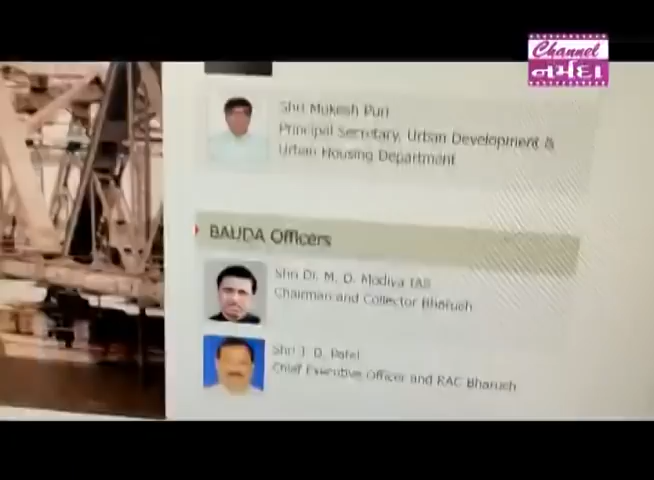 Channel
નર્મદા
Shri Mukesh Puri
Principal Secretary, Urban Development &
Urban Housing Department
BAUDA Officers
Shri Dr. M. D. Modiya IAS
Chairman and Collector Bharuch
Shri J. D. Patel
Chief Executive Officer and RAC Bharuch